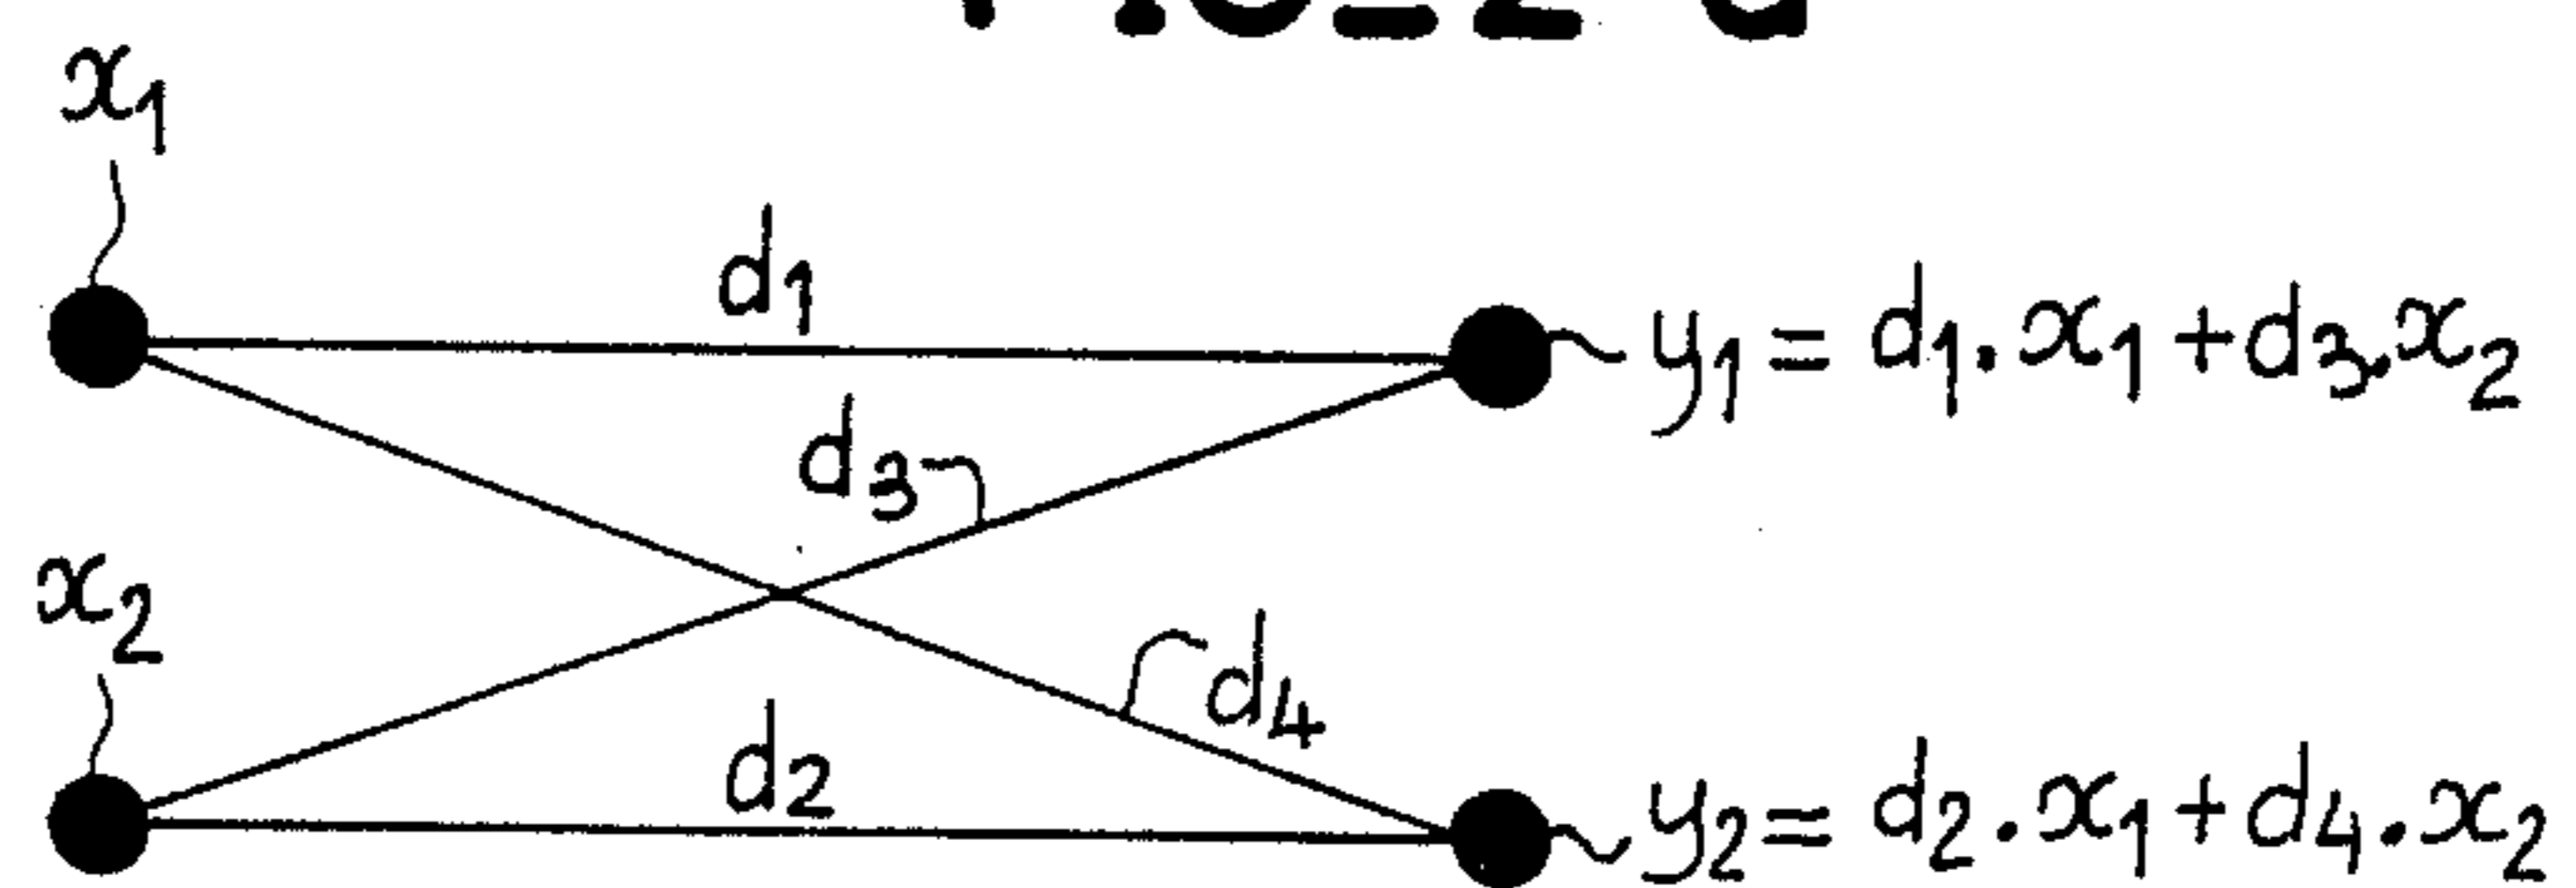 x1
d1
y1 = d1.x1 + d3.x2
d3
x2
d4
d2
y2 = d2.x1 + d4.x2